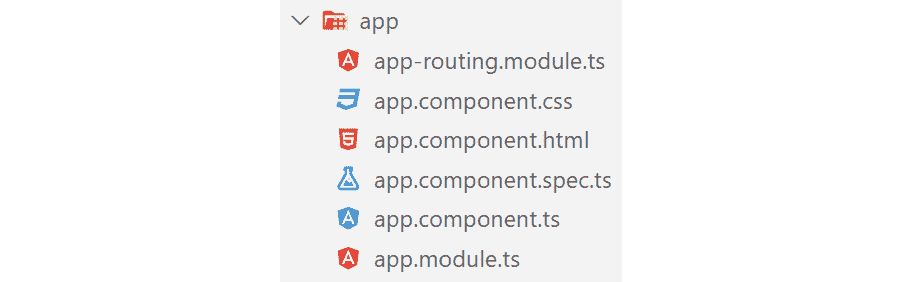 app
app-routing.module.ts
app.component.css
app.component.html
app.component.spec.ts
app.component.ts
app.module.ts